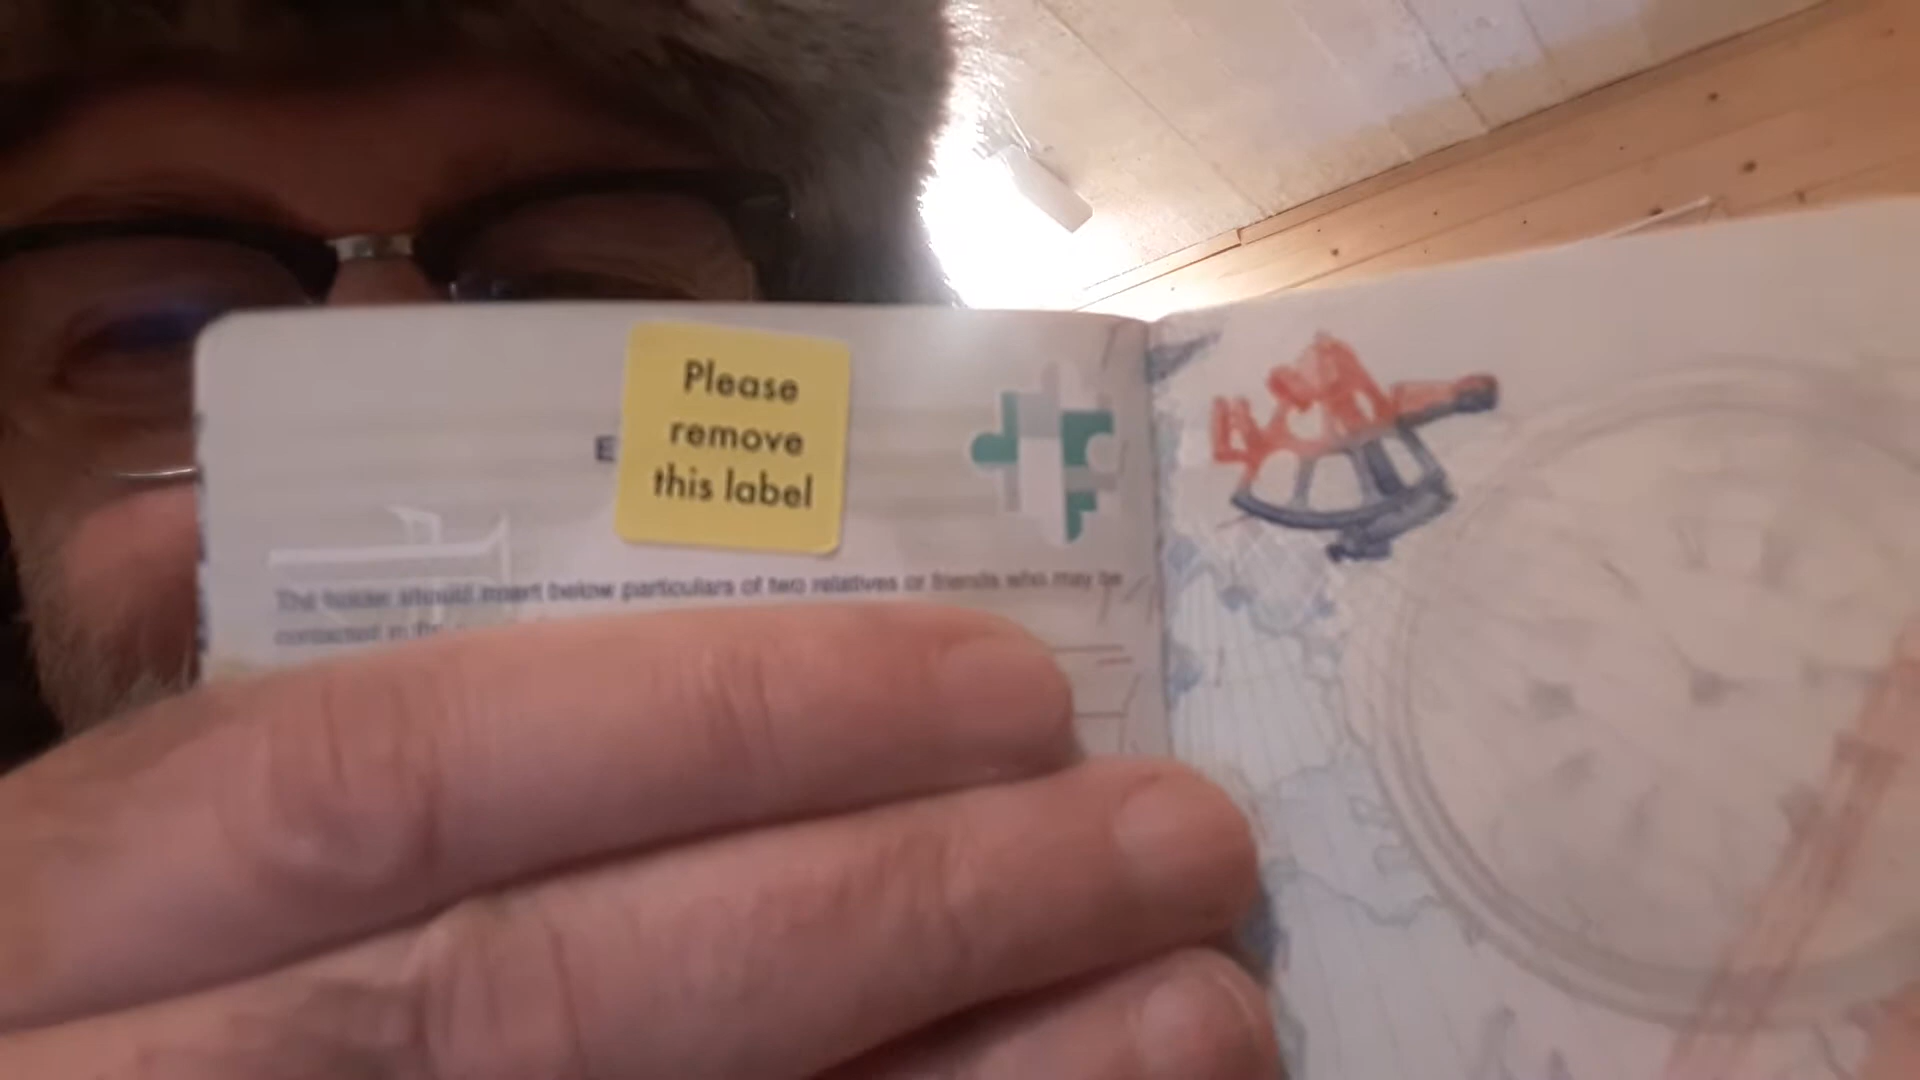 Please
remove
this label
E
The holder should insert below particulars of two relatives or friends who may be
contacted in the